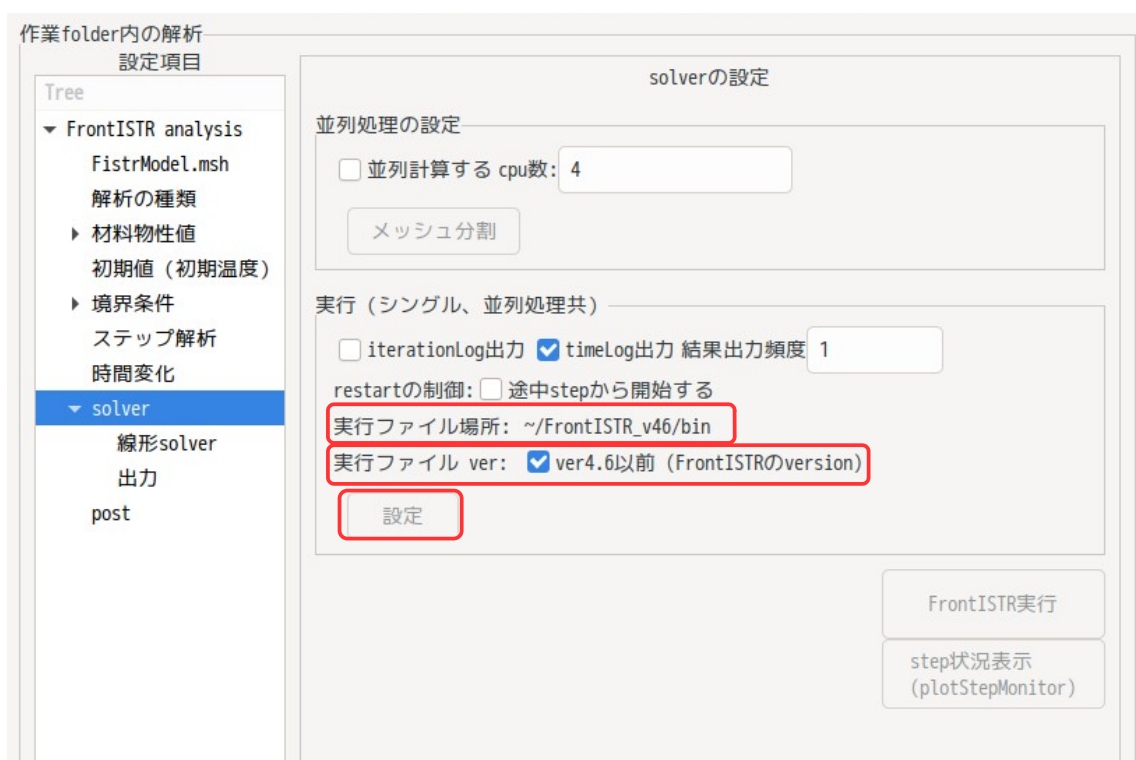 作業folder内の解析
設定項目
Tree
FrontISTR analysis
FistrModel.msh
解析の種類
材料物性値
初期値（初期温度）
境界条件
ステップ解析
時間変化
solver
線形solver
出力
post
solverの設定
並列処理の設定
並列計算する cpu数: 4
メッシュ分割
実行（シングル、並列処理共）
iterationLog出力 timeLog出力 結果出力頻度 1
restartの制御: 途中stepから開始する
実行ファイル場所: ~/FrontISTR_v46/bin
実行ファイル ver: ver4.6以前（FrontISTRのversion)
設定
FrontISTR実行
step状況表示
(plotStepMonitor)